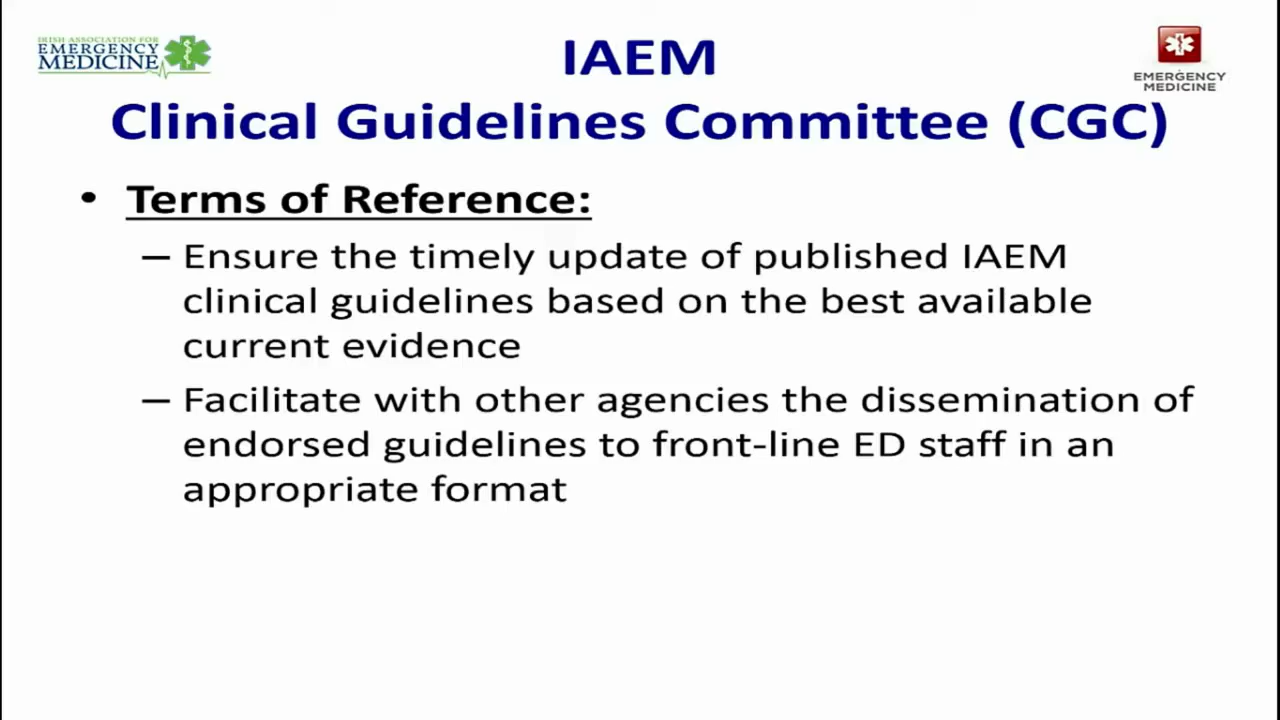 IRISH ASSOCIATION FOR
EMERGENCY
MEDICINE
IAEM
EMERGENCY
MEDICINE
Clinical Guidelines Committee (CGC)
• Terms of Reference:
– Ensure the timely update of published IAEM
clinical guidelines based on the best available
current evidence
– Facilitate with other agencies the dissemination of
endorsed guidelines to front-line ED staff in an
appropriate format